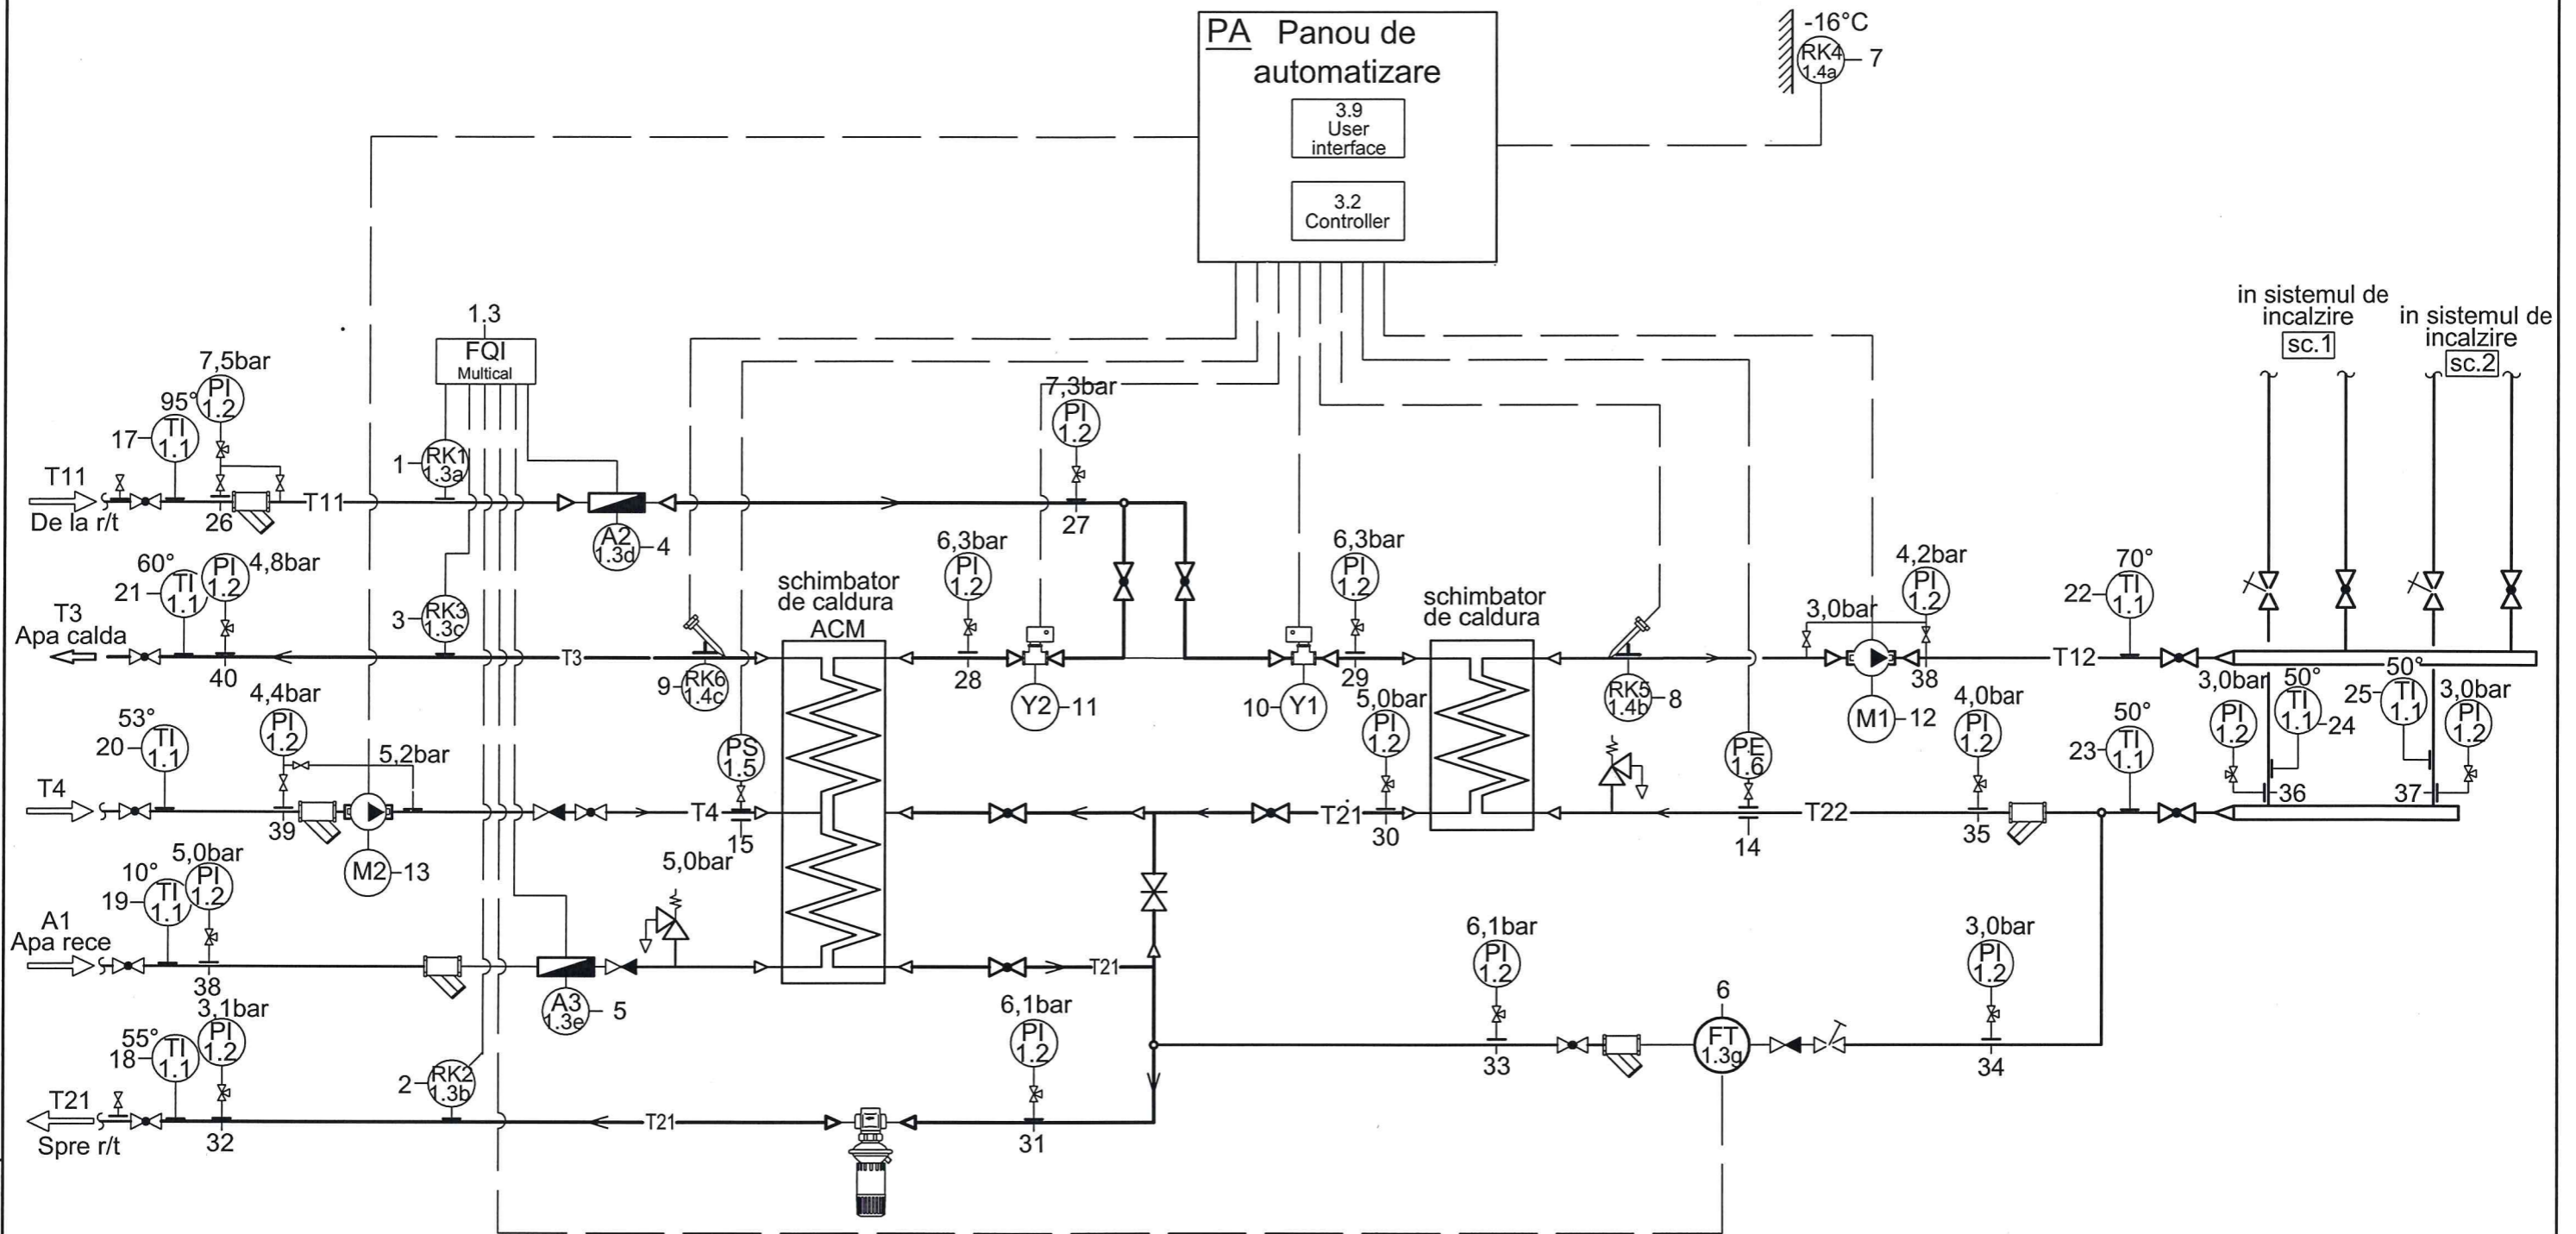 PA Panou de
automatizare
3.9
User
interface
3.2
Controller
-16°C
RK4
1.4a
7
in sistemul de
incalzire
sc.1
in sistemul de
incalzire
sc.2
1.3
FQI
Multical
7,5bar
PI
1.2
95°
TI
1.1
17
T11
De la r/t
26
T11
1
RK1
1.3a
A2
1.3d
4
7,3bar
PI
1.2
27
60°
TI
1.1
21
PI
1.2
4,8bar
T3
Apa calda
40
3
RK3
1.3c
T3
9
RK6
1.4c
schimbator
de caldura
ACM
6,3bar
PI
1.2
28
Y2
11
10
Y1
6,3bar
PI
1.2
29
schimbator
de caldura
RK5
1.4b
8
3,0bar
4,2bar
PI
1.2
38
M1
12
70°
TI
1.1
22
T12
53°
TI
1.1
20
4,4bar
PI
1.2
5,2bar
T4
39
M2
13
T4
PS
1.5
15
T21
5,0bar
PI
1.2
30
PE
1.6
14
T22
4,0bar
PI
1.2
35
50°
TI
1.1
23
3,0bar
PI
1.2
50°
TI
1.1
24
36
50°
TI
1.1
25
3,0bar
PI
1.2
37
10°
TI
1.1
19
5,0bar
PI
1.2
A1
Apa rece
38
A3
1.3e
5
5,0bar
T21
6,1bar
PI
1.2
33
6
FT
1.3g
3,0bar
PI
1.2
34
55°
TI
1.1
18
3,1bar
PI
1.2
T21
Spre r/t
32
2
RK2
1.3b
T21
6,1bar
PI
1.2
31